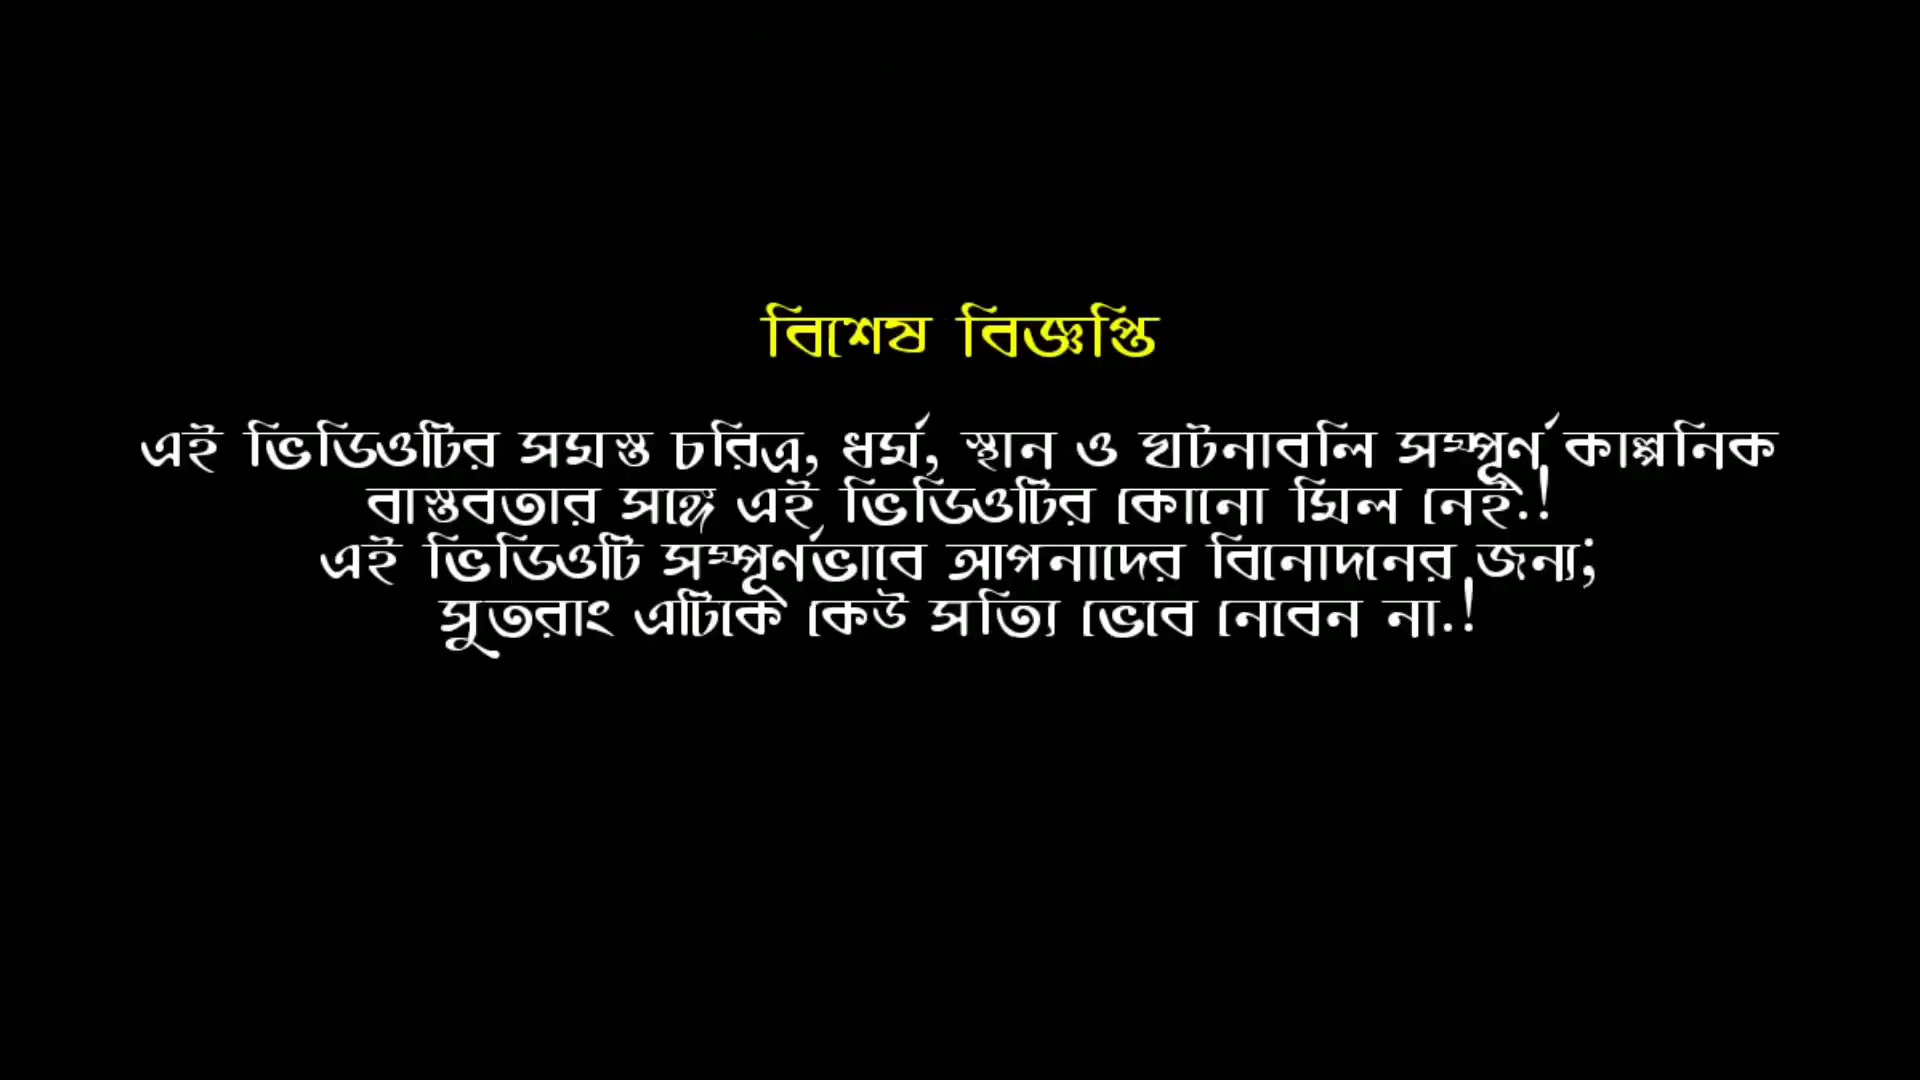 বিশেষ বিজ্ঞপ্তি
এই ভিডিওটির সমস্ত চরিত্র, ধর্ম, স্থান ও ঘটনাবলি সম্পূর্ণ কাল্পনিক
বাস্তবতার সঙ্গে এই ভিডিওটির কোনো মিল নেই.!
এই ভিডিওটি সম্পূর্ণভাবে আপনাদের বিনোদনের জন্য;
সুতরাং এটিকে কেউ সত্যি ভেবে নেবেন না.!